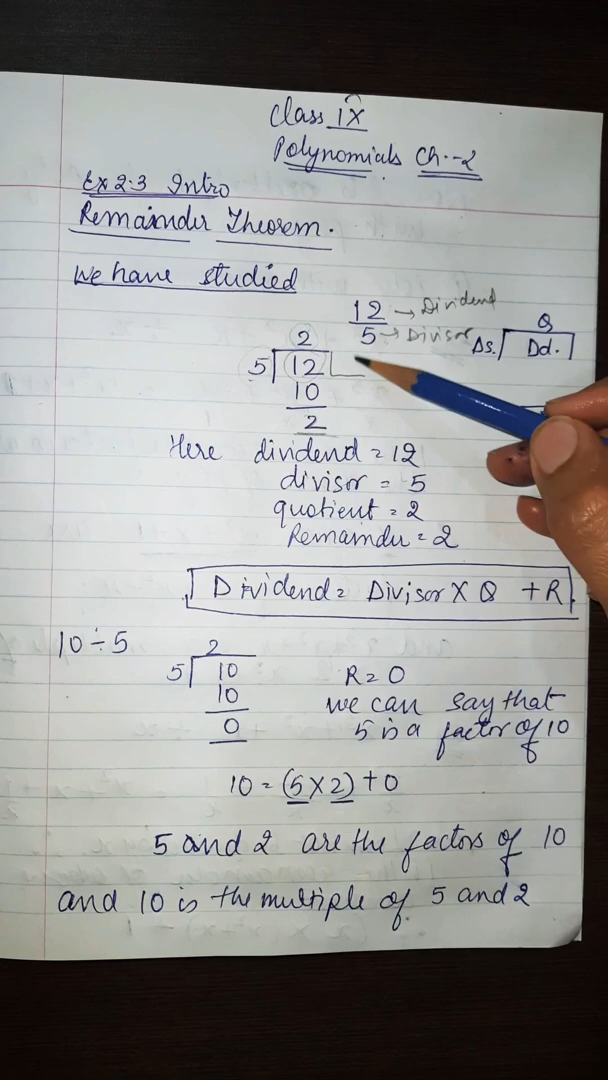 Class IX
Polynomials Ch.-2
Ex 2.3 Intro
Remainder Theorem.
We have studied
12 → Dividend
5 → Divisor
Q
Ds. Dd.
2
5 12
10
2
Here dividend = 12
divisor = 5
quotient = 2
Remainder = 2
Dividend = Divisor X Q + R
10 ÷ 5
2
5 10
10
0
R = 0
we can say that
5 is a factor of 10
10 = (5 X 2) + 0
5 and 2 are the factors of 10
and 10 is the multiple of 5 and 2